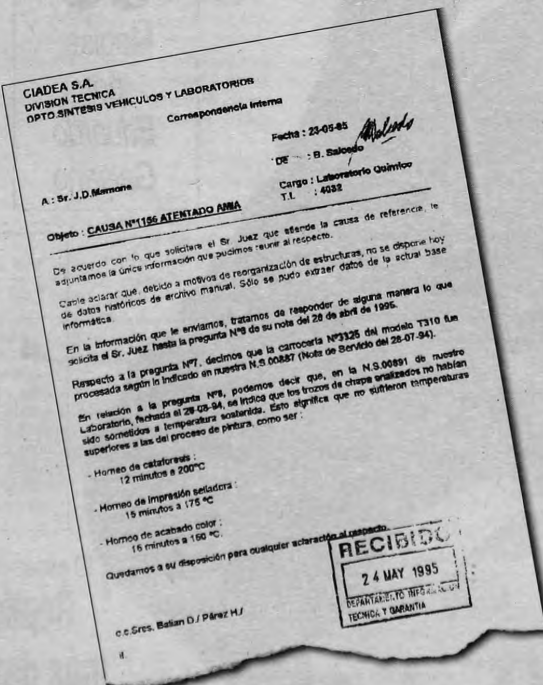 CIADEA S.A.
DIVISION TECNICA
DPTO.SINTESIS VEHICULOS Y LABORATORIOS
Correspondencia Interna
Fecha : 23-05-95
De : B. Salcedo
A : Sr. J.D.Mamone
Cargo : Laboratorio Químico
T.I. : 4032
Objeto : CAUSA Nº1156 ATENTADO AMIA
De acuerdo con lo que solicitara el Sr. Juez que atiende la causa de referencia, le
adjuntamos la única información que pudimos reunir al respecto.
Cabe aclarar que, debido a motivos de reorganización de estructuras, no se dispone hoy
de datos históricos de archivo manual. Sólo se pudo extraer datos de la actual base
informática.
En la información que le enviamos, tratamos de responder de alguna manera lo que
solicita el Sr. Juez hasta la pregunta Nº8 de su nota del 28 de abril de 1995.
Respecto a la pregunta Nº7, decimos que la carrocería Nº3325 del modelo T310 fue
procesada según lo indicado en nuestra N.S.00887 (Nota de Servicio del 28-07-94).
En relación a la pregunta Nº8, podemos decir que, en la N.S.00891 de nuestro
Laboratorio, fechada el 29-08-94, se indica que los trozos de chapa analizados no habían
sido sometidos a temperatura sostenida. Esto significa que no sufrieron temperaturas
superiores a las del proceso de pintura, como ser :
- Horneo de cataforesis :
12 minutos a 200ºC
- Horneo de impresión selladora :
15 minutos a 175 ºC
- Horneo de acabado color :
16 minutos a 160 ºC.
Quedamos a su disposición para cualquier aclaración al respecto.
RECIBIDO
24 MAY 1995
DEPARTAMENTO INFORMACION
TECNICA Y GARANTIA
c.c.Sres. Balian D./ Pérez H./